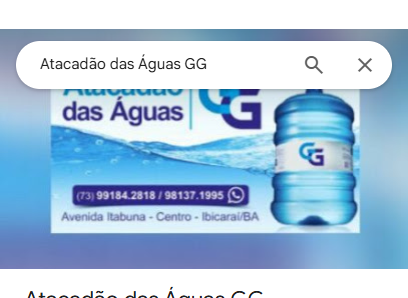 Atacadão das Águas GG
Atacadão
das Águas
GG
GG
(73) 99184.2818 / 98137.1995
Avenida Itabuna - Centro - Ibicaraí/BA
Atacadão das Águas GG